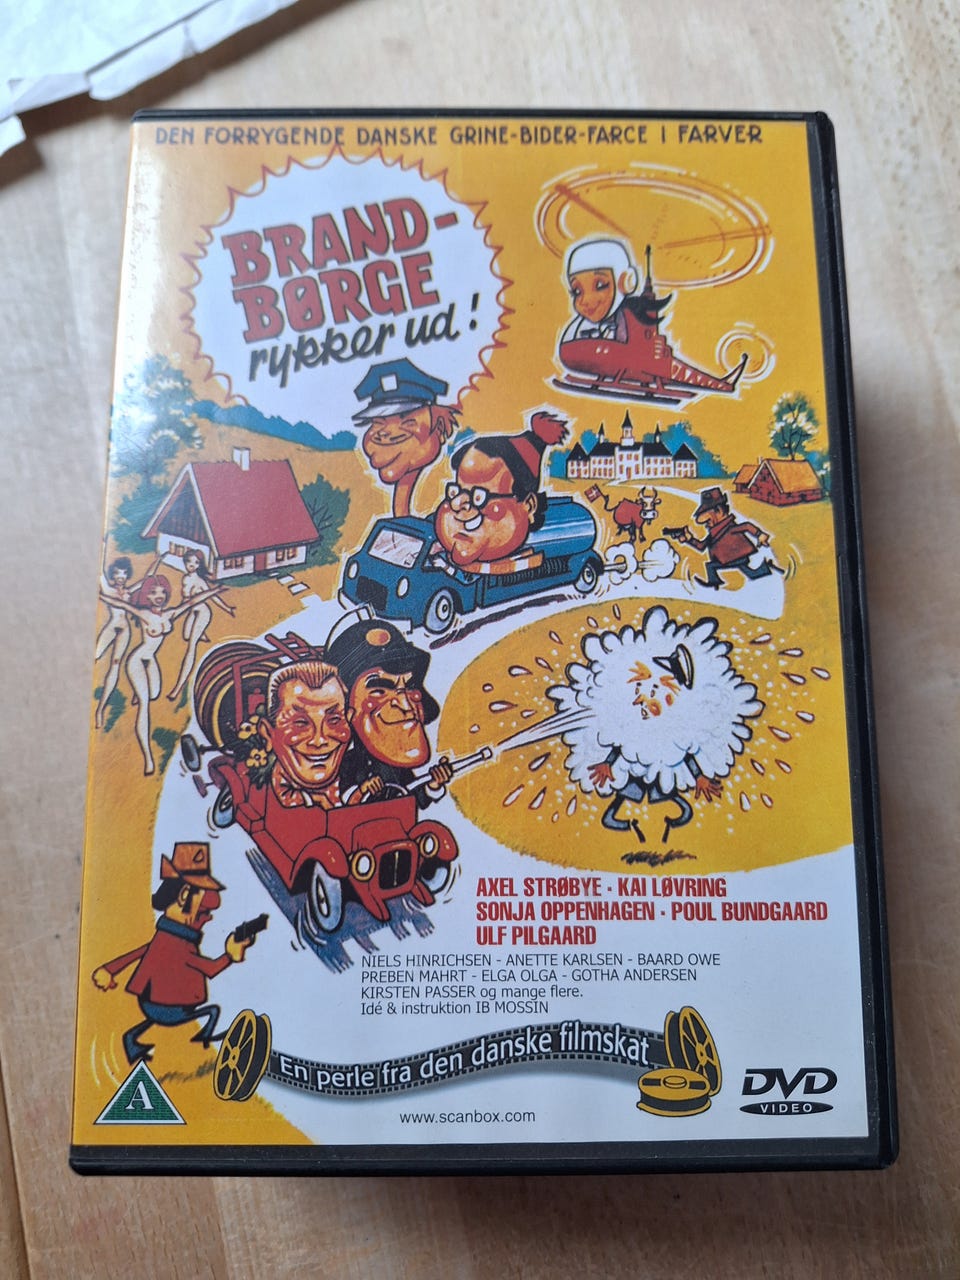 DEN FORRYGENDE DANSKE GRINE-BIDER-FARCE I FARVER
BRAND-
BØRGE
rykker ud!
AXEL STRØBYE · KAI LØVRING
SONJA OPPENHAGEN · POUL BUNDGAARD
ULF PILGAARD
NIELS HINRICHSEN - ANETTE KARLSEN - BAARD OWE
PREBEN MAHRT - ELGA OLGA - GOTHA ANDERSEN
KIRSTEN PASSER og mange flere.
Idé & instruktion IB MOSSIN
En perle fra den danske filmskat
A
www.scanbox.com
DVD
VIDEO